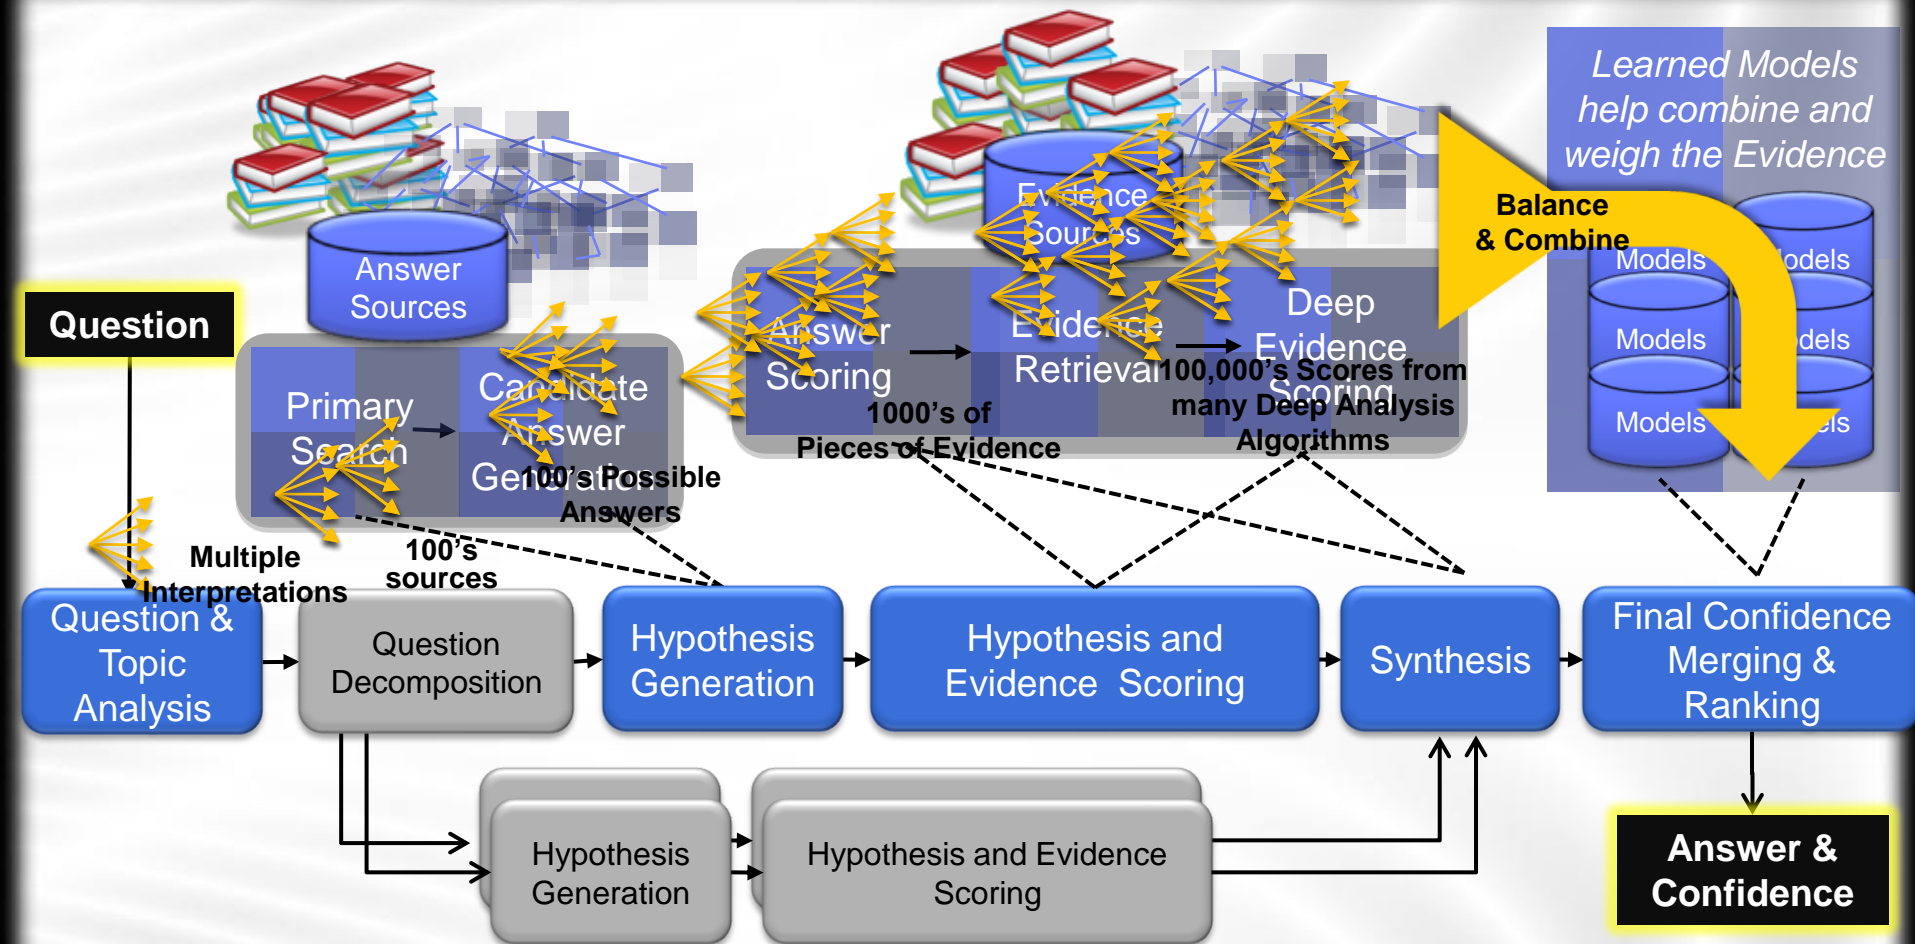 Learned Models
help combine and
weigh the Evidence
Balance
& Combine
Models
Models
Models
Models
Models
Models
Evidence
Sources
Answer
Sources
Question
Primary
Search
Candidate
Answer
Generation
100's Possible
Answers
Answer
Scoring
Evidence
Retrieval
Deep
Evidence
Scoring
1000's of
Pieces of Evidence
100,000's Scores from
many Deep Analysis
Algorithms
Multiple
Interpretations
100's
sources
Question &
Topic
Analysis
Question
Decomposition
Hypothesis
Generation
Hypothesis and
Evidence Scoring
Synthesis
Final Confidence
Merging &
Ranking
Hypothesis
Generation
Hypothesis and Evidence
Scoring
Answer &
Confidence